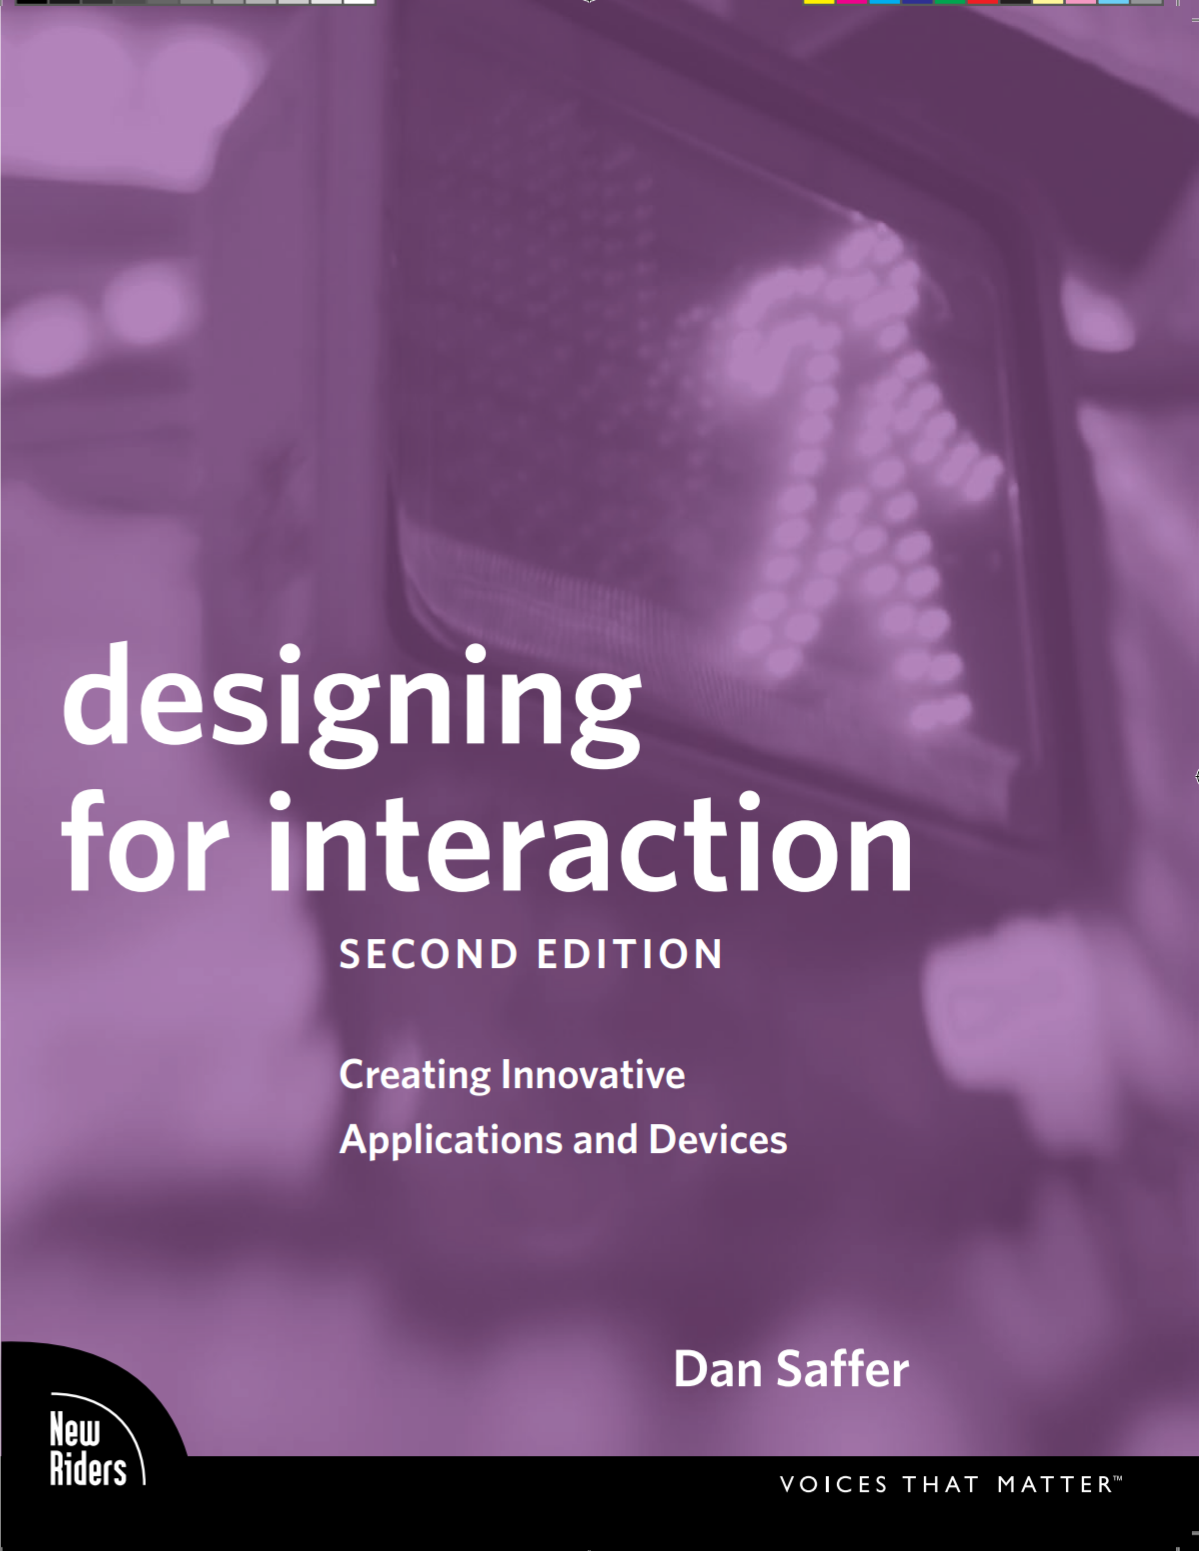 designing
for interaction
SECOND EDITION
Creating Innovative
Applications and Devices
Dan Saffer
New
Riders
VOICES THAT MATTER™